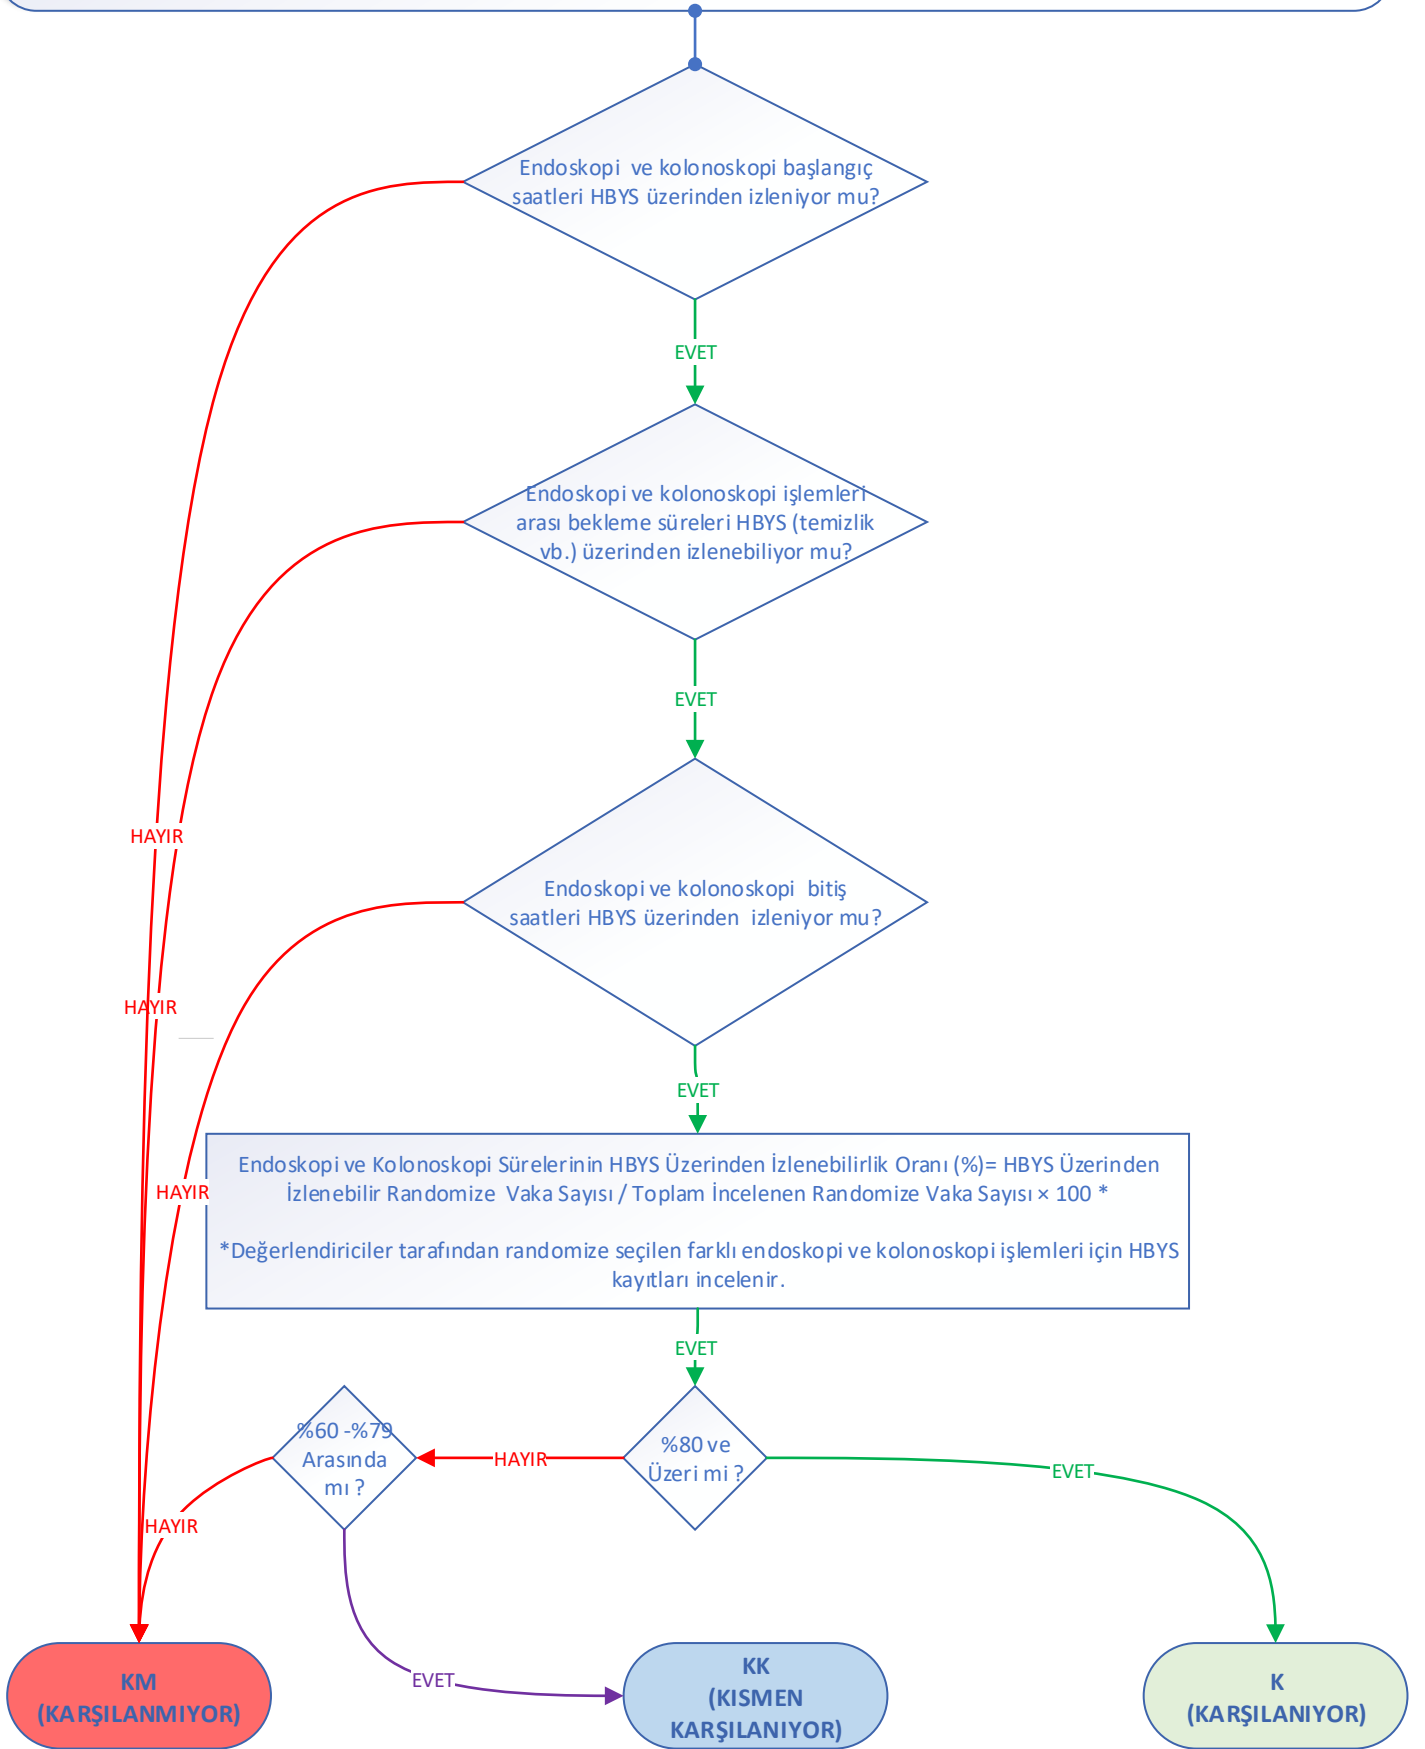 Endoskopi ve kolonoskopi başlangıç
saatleri HBYS üzerinden izleniyor mu?
EVET
Endoskopi ve kolonoskopi işlemleri
arası bekleme süreleri HBYS (temizlik
vb.) üzerinden izlenebiliyor mu?
EVET
HAYIR
Endoskopi ve kolonoskopi bitiş
saatleri HBYS üzerinden izleniyor mu?
HAYIR
EVET
HAYIR
Endoskopi ve Kolonoskopi Sürelerinin HBYS Üzerinden İzlenebilirlik Oranı (%)= HBYS Üzerinden
İzlenebilir Randomize Vaka Sayısı / Toplam İncelenen Randomize Vaka Sayısı × 100 *
*Değerlendiriciler tarafından randomize seçilen farklı endoskopi ve kolonoskopi işlemleri için HBYS
kayıtları incelenir.
EVET
%60 -%79
Arasında
mı ?
HAYIR
%80 ve
Üzeri mi ?
EVET
HAYIR
EVET
KM
(KARŞILANMIYOR)
KK
(KISMEN
KARŞILANIYOR)
K
(KARŞILANIYOR)